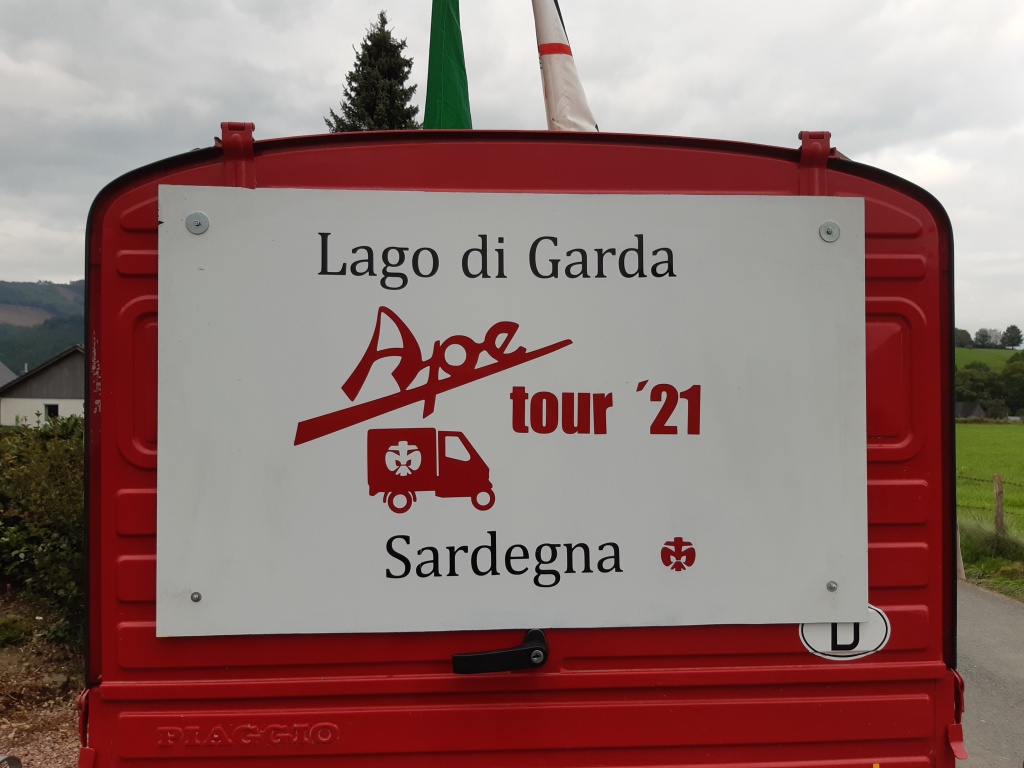 Lago di Garda
Ape
tour ´21
Sardegna
D
PIAGGIO